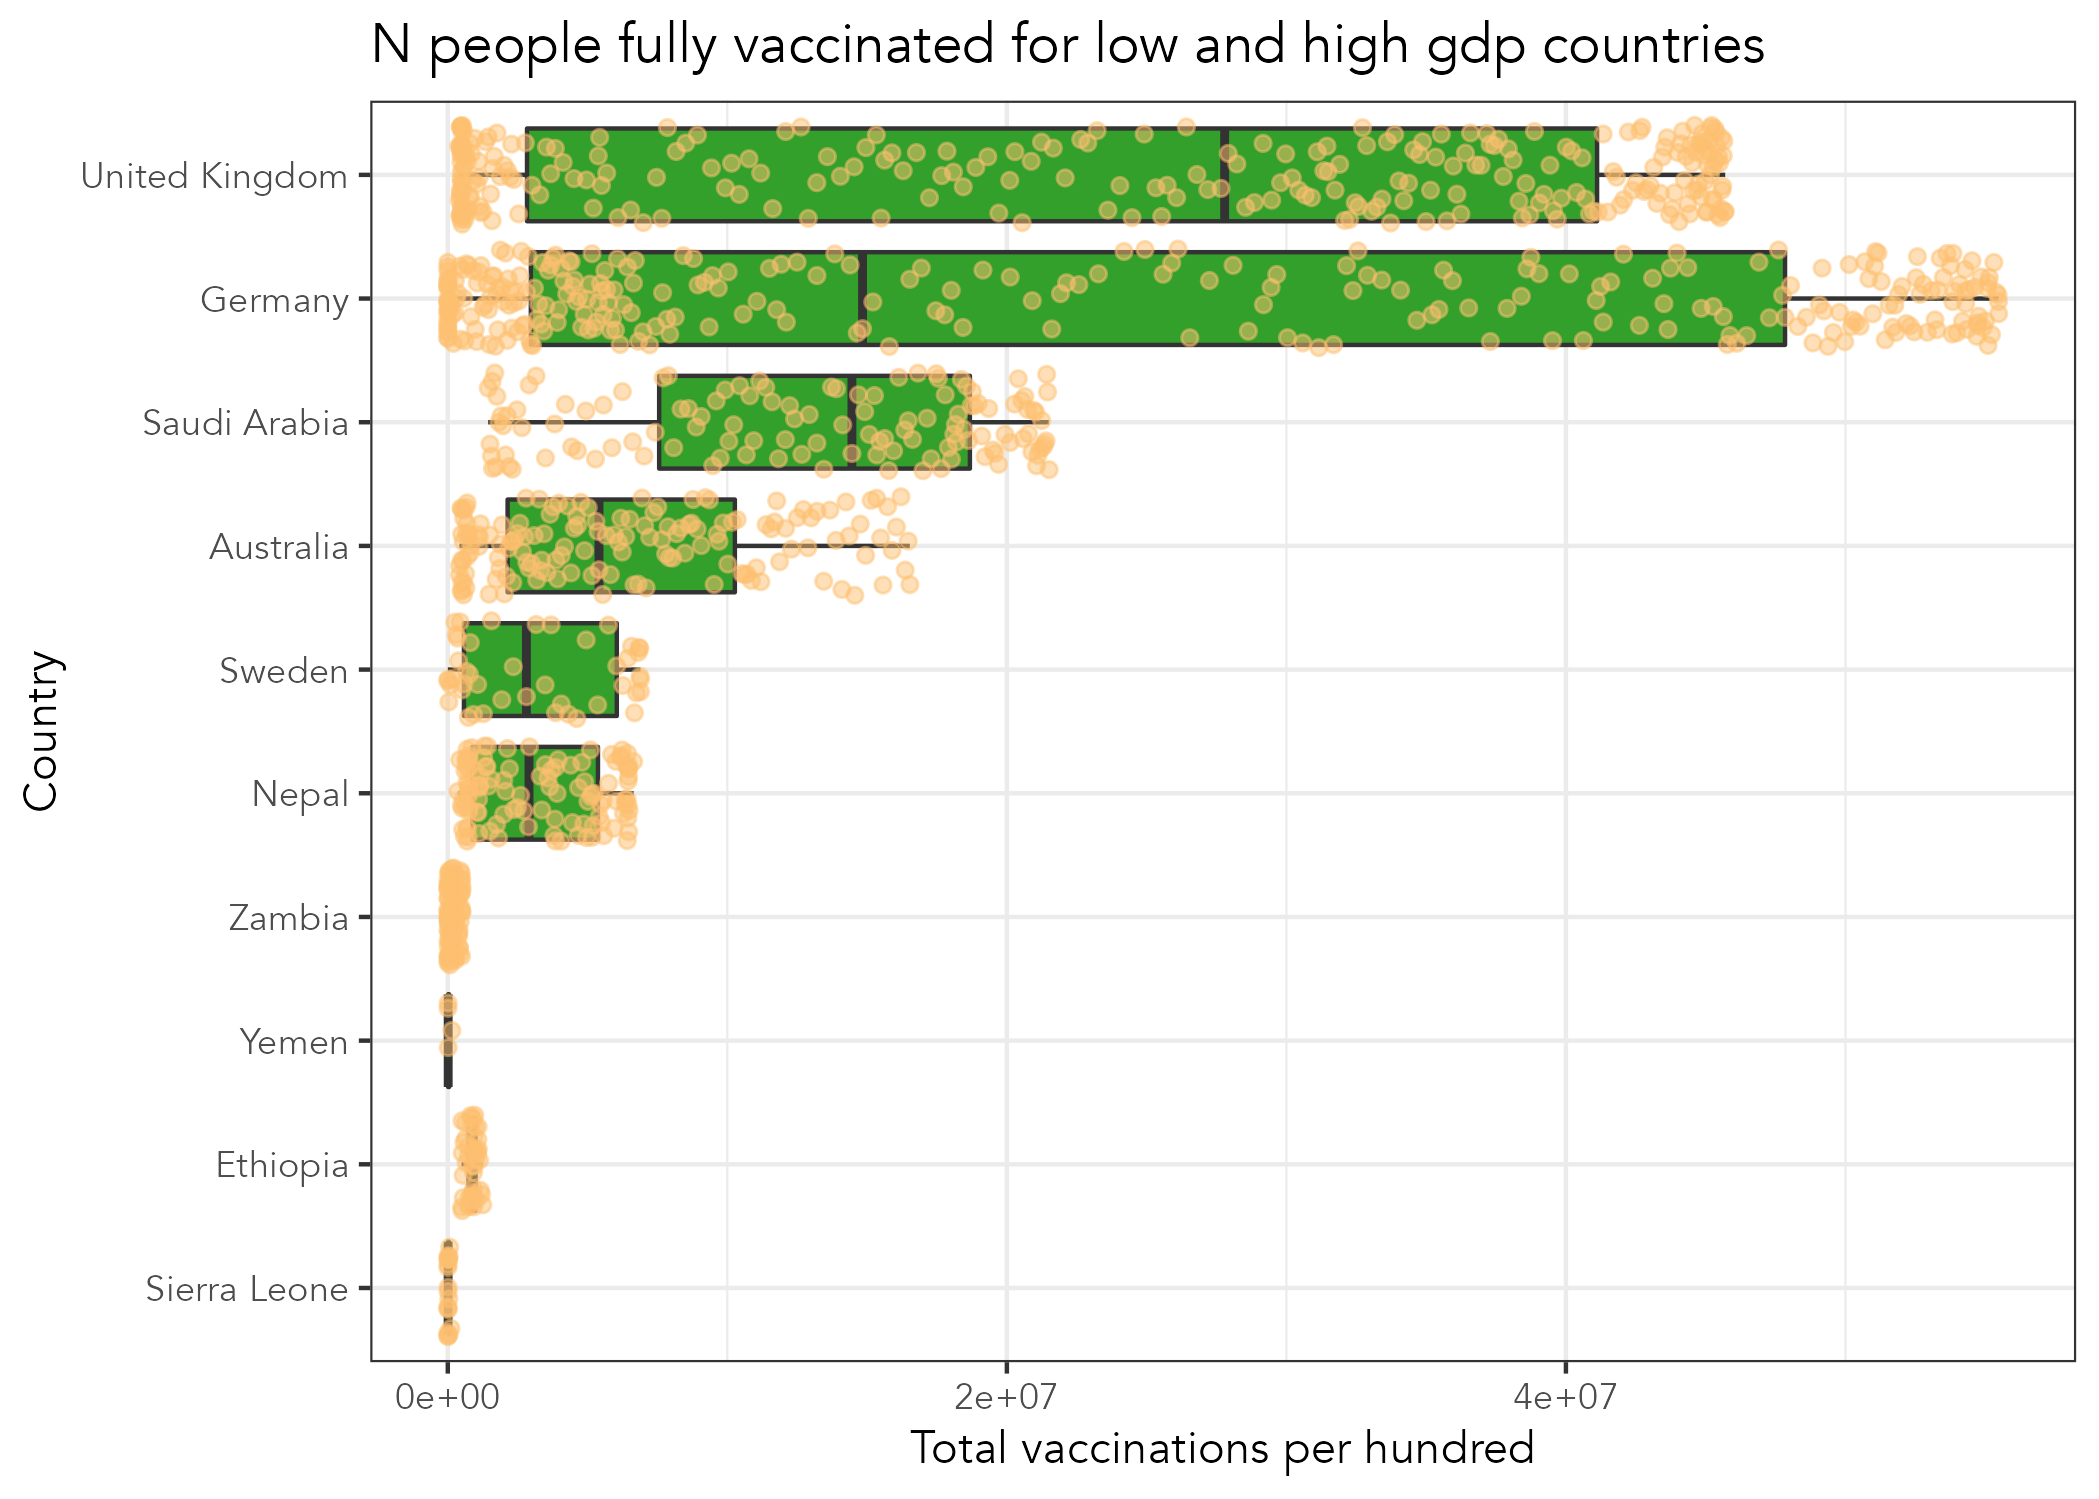 N people fully vaccinated for low and high gdp countries
United Kingdom
Germany
Saudi Arabia
Australia
Sweden
Nepal
Zambia
Yemen
Ethiopia
Sierra Leone
Country
0e+00 2e+07 4e+07
Total vaccinations per hundred